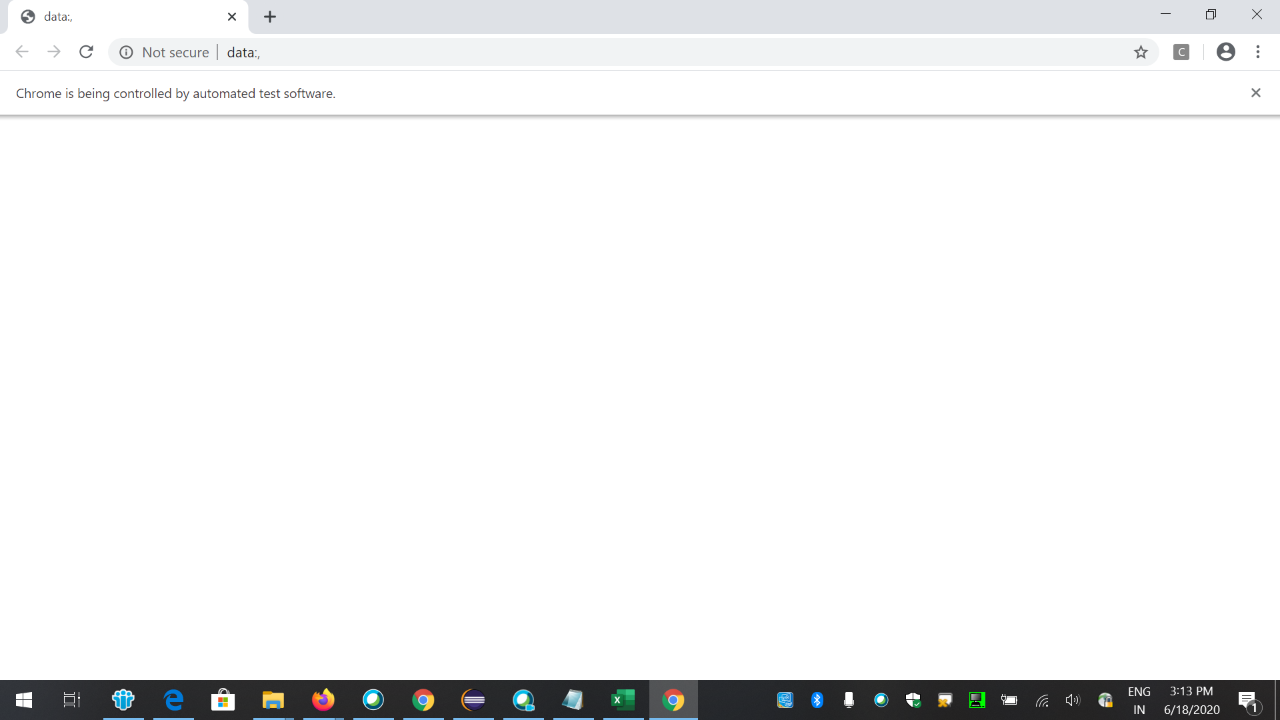 data:,
Not secure | data:,
C
Chrome is being controlled by automated test software.
ENG
IN
3:13 PM
6/18/2020
1